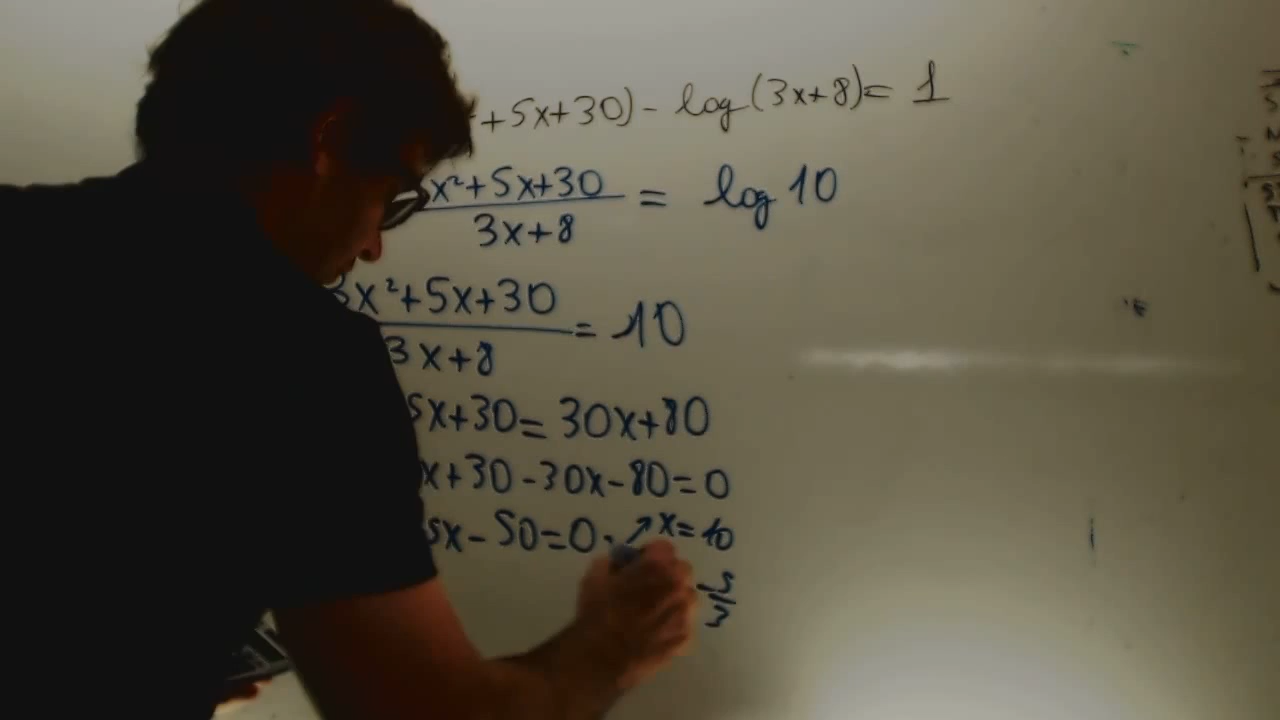 +5x+30) - log(3x+8) = 1
x²+5x+30 / 3x+8 = log 10
3x²+5x+30 / 3x+8 = 10
5x+30 = 30x+80
x+30-30x-80=0
5x-50=0 ↗ x=10
5/3